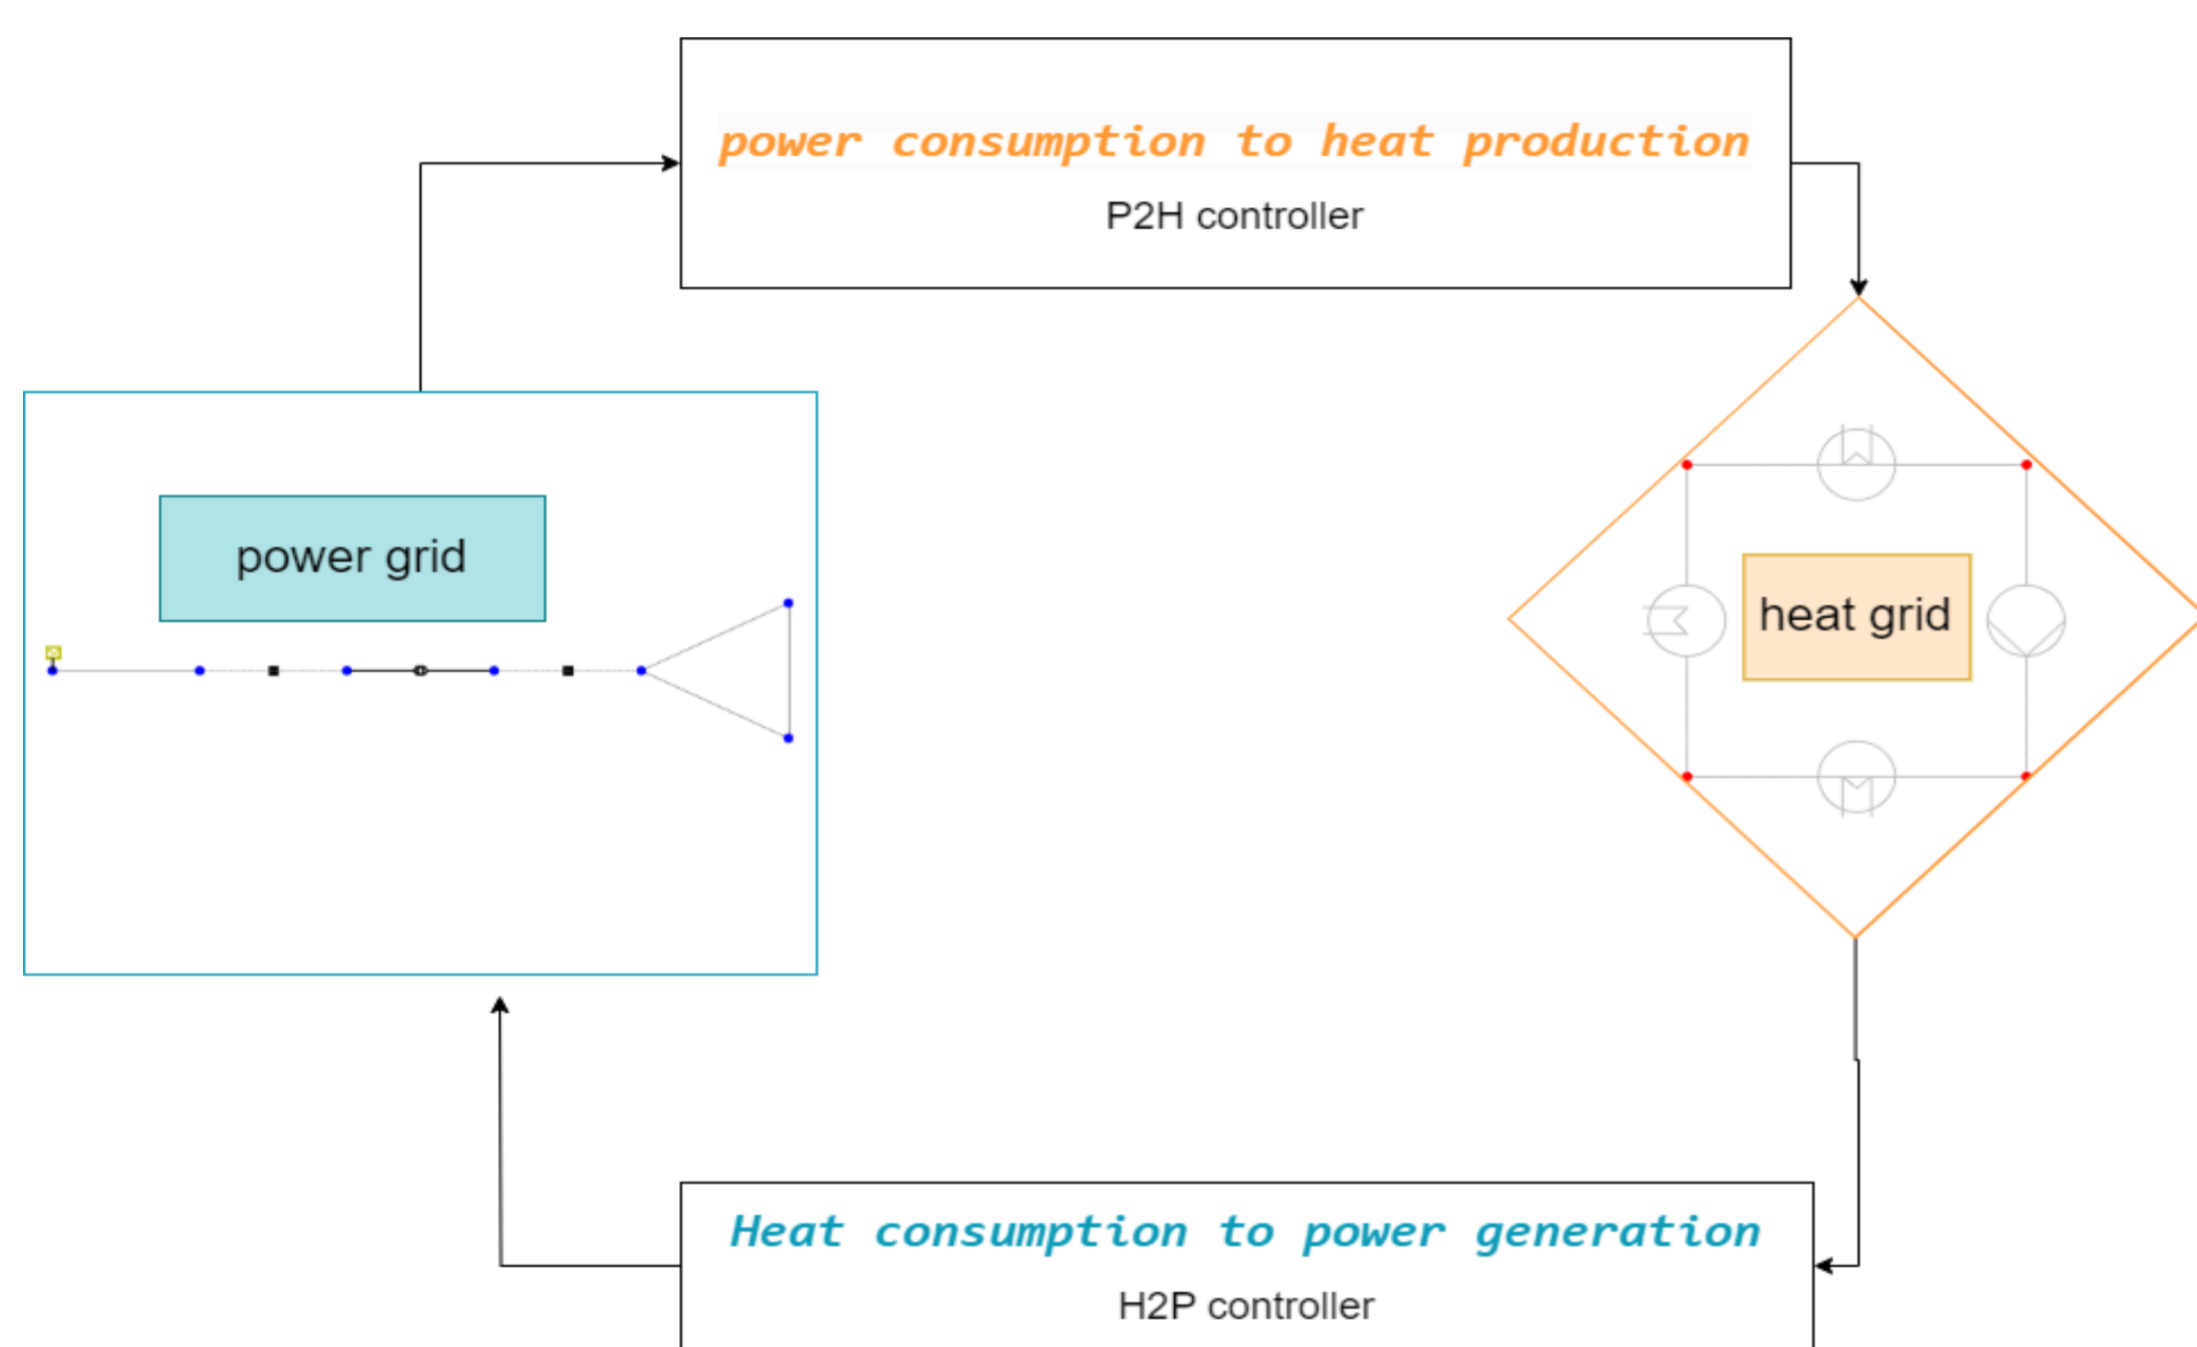 power consumption to heat production
P2H controller
power grid
heat grid
Heat consumption to power generation
H2P controller